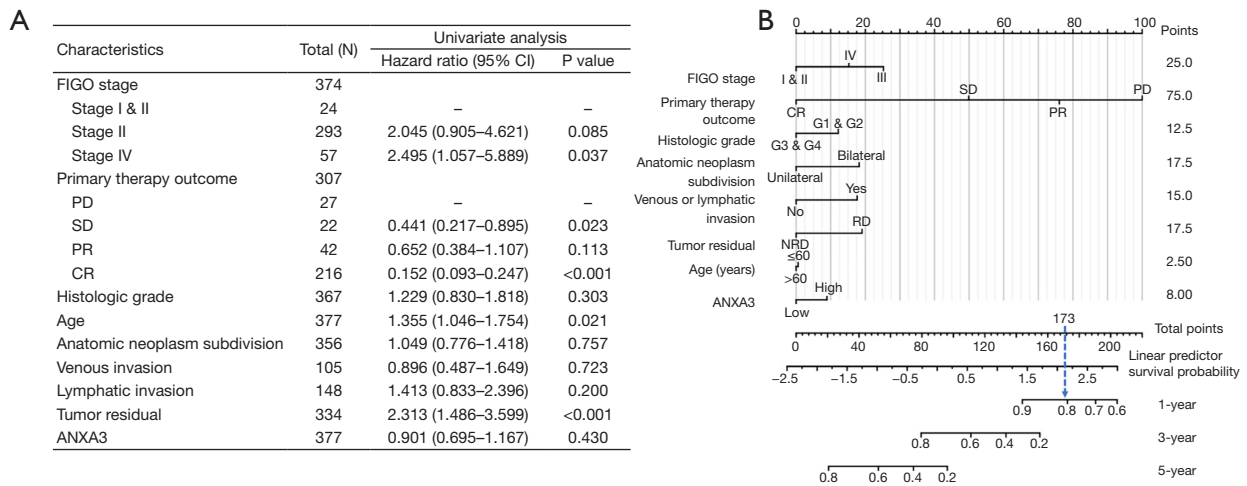 A
Characteristics Total (N) Univariate analysis
Hazard ratio (95% CI) P value
FIGO stage 374
Stage I & II 24 – –
Stage II 293 2.045 (0.905–4.621) 0.085
Stage IV 57 2.495 (1.057–5.889) 0.037
Primary therapy outcome 307
PD 27 – –
SD 22 0.441 (0.217–0.895) 0.023
PR 42 0.652 (0.384–1.107) 0.113
CR 216 0.152 (0.093–0.247) <0.001
Histologic grade 367 1.229 (0.830–1.818) 0.303
Age 377 1.355 (1.046–1.754) 0.021
Anatomic neoplasm subdivision 356 1.049 (0.776–1.418) 0.757
Venous invasion 105 0.896 (0.487–1.649) 0.723
Lymphatic invasion 148 1.413 (0.833–2.396) 0.200
Tumor residual 334 2.313 (1.486–3.599) <0.001
ANXA3 377 0.901 (0.695–1.167) 0.430
B
0 20 40 60 80 100
Points
IV
25.0
FIGO stage I & II III
SD PD
75.0
Primary therapy
outcome
CR PR
G1 & G2
12.5
Histologic grade
G3 & G4
Bilateral
17.5
Anatomic neoplasm
subdivision
Unilateral
Yes
15.0
Venous or lymphatic
invasion
No
RD
17.5
Tumor residual
NRD
≤60
2.50
Age (years)
>60
High
8.00
ANXA3
Low
173
Total points
0 40 80 120 160 200
Linear predictor
survival probability
−2.5 −1.5 −0.5 0.5 1.5 2.5
1-year
0.9 0.8 0.7 0.6
3-year
0.8 0.6 0.4 0.2
5-year
0.8 0.6 0.4 0.2